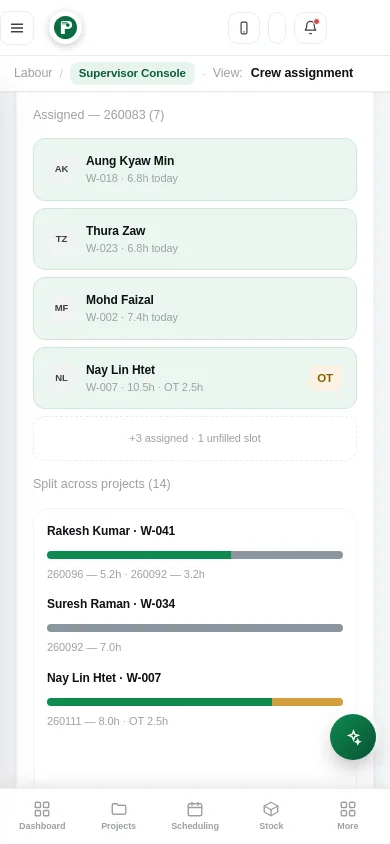 Labour / Supervisor Console · View: Crew assignment
Assigned — 260083 (7)
AK
Aung Kyaw Min
W-018 · 6.8h today
TZ
Thura Zaw
W-023 · 6.8h today
MF
Mohd Faizal
W-002 · 7.4h today
NL
Nay Lin Htet
W-007 · 10.5h · OT 2.5h
OT
+3 assigned · 1 unfilled slot
Split across projects (14)
Rakesh Kumar · W-041
260096 — 5.2h · 260092 — 3.2h
Suresh Raman · W-034
260092 — 7.0h
Nay Lin Htet · W-007
260111 — 8.0h · OT 2.5h
Dashboard Projects Scheduling Stock More